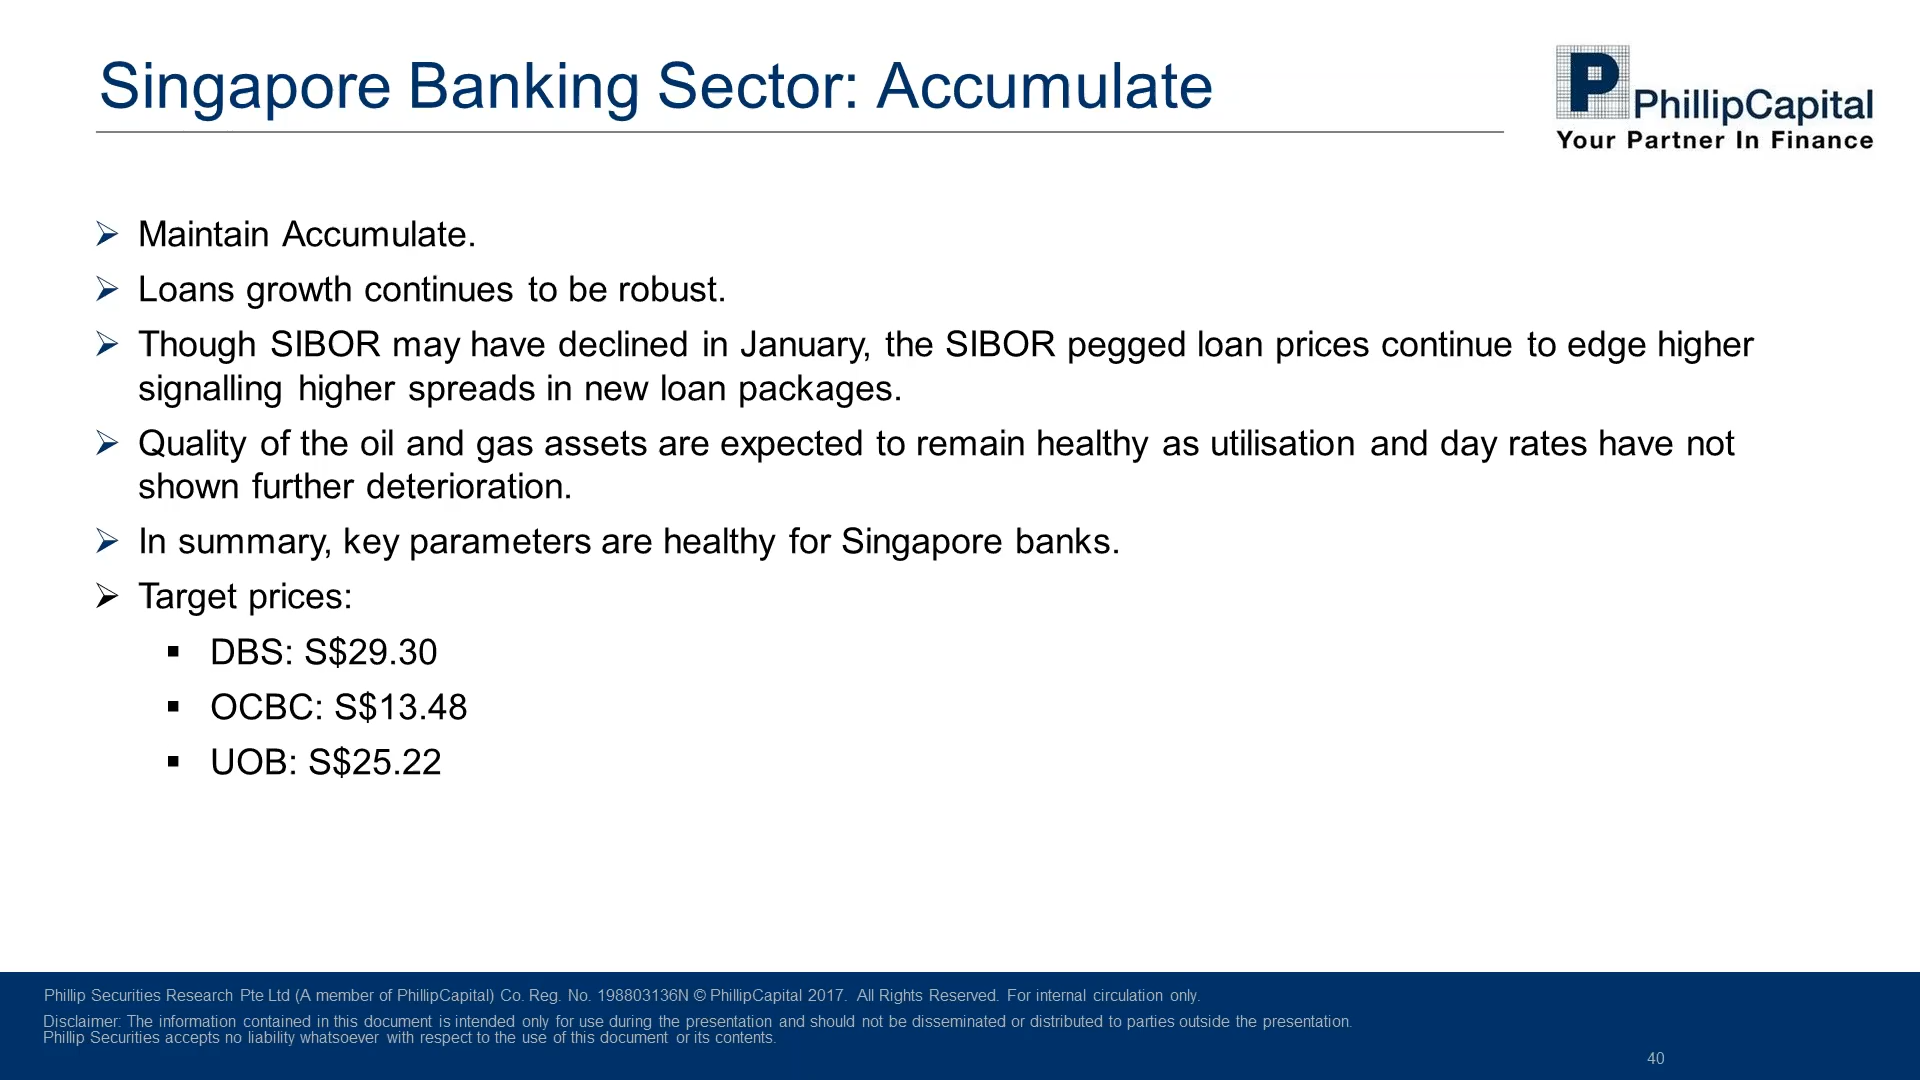 Singapore Banking Sector: Accumulate
P PhillipCapital
Your Partner In Finance
Maintain Accumulate.
Loans growth continues to be robust.
Though SIBOR may have declined in January, the SIBOR pegged loan prices continue to edge higher
signalling higher spreads in new loan packages.
Quality of the oil and gas assets are expected to remain healthy as utilisation and day rates have not
shown further deterioration.
In summary, key parameters are healthy for Singapore banks.
Target prices:
DBS: S$29.30
OCBC: S$13.48
UOB: S$25.22
Phillip Securities Research Pte Ltd (A member of PhillipCapital) Co. Reg. No. 198803136N © PhillipCapital 2017. All Rights Reserved. For internal circulation only.
Disclaimer: The information contained in this document is intended only for use during the presentation and should not be disseminated or distributed to parties outside the presentation.
Phillip Securities accepts no liability whatsoever with respect to the use of this document or its contents.
40